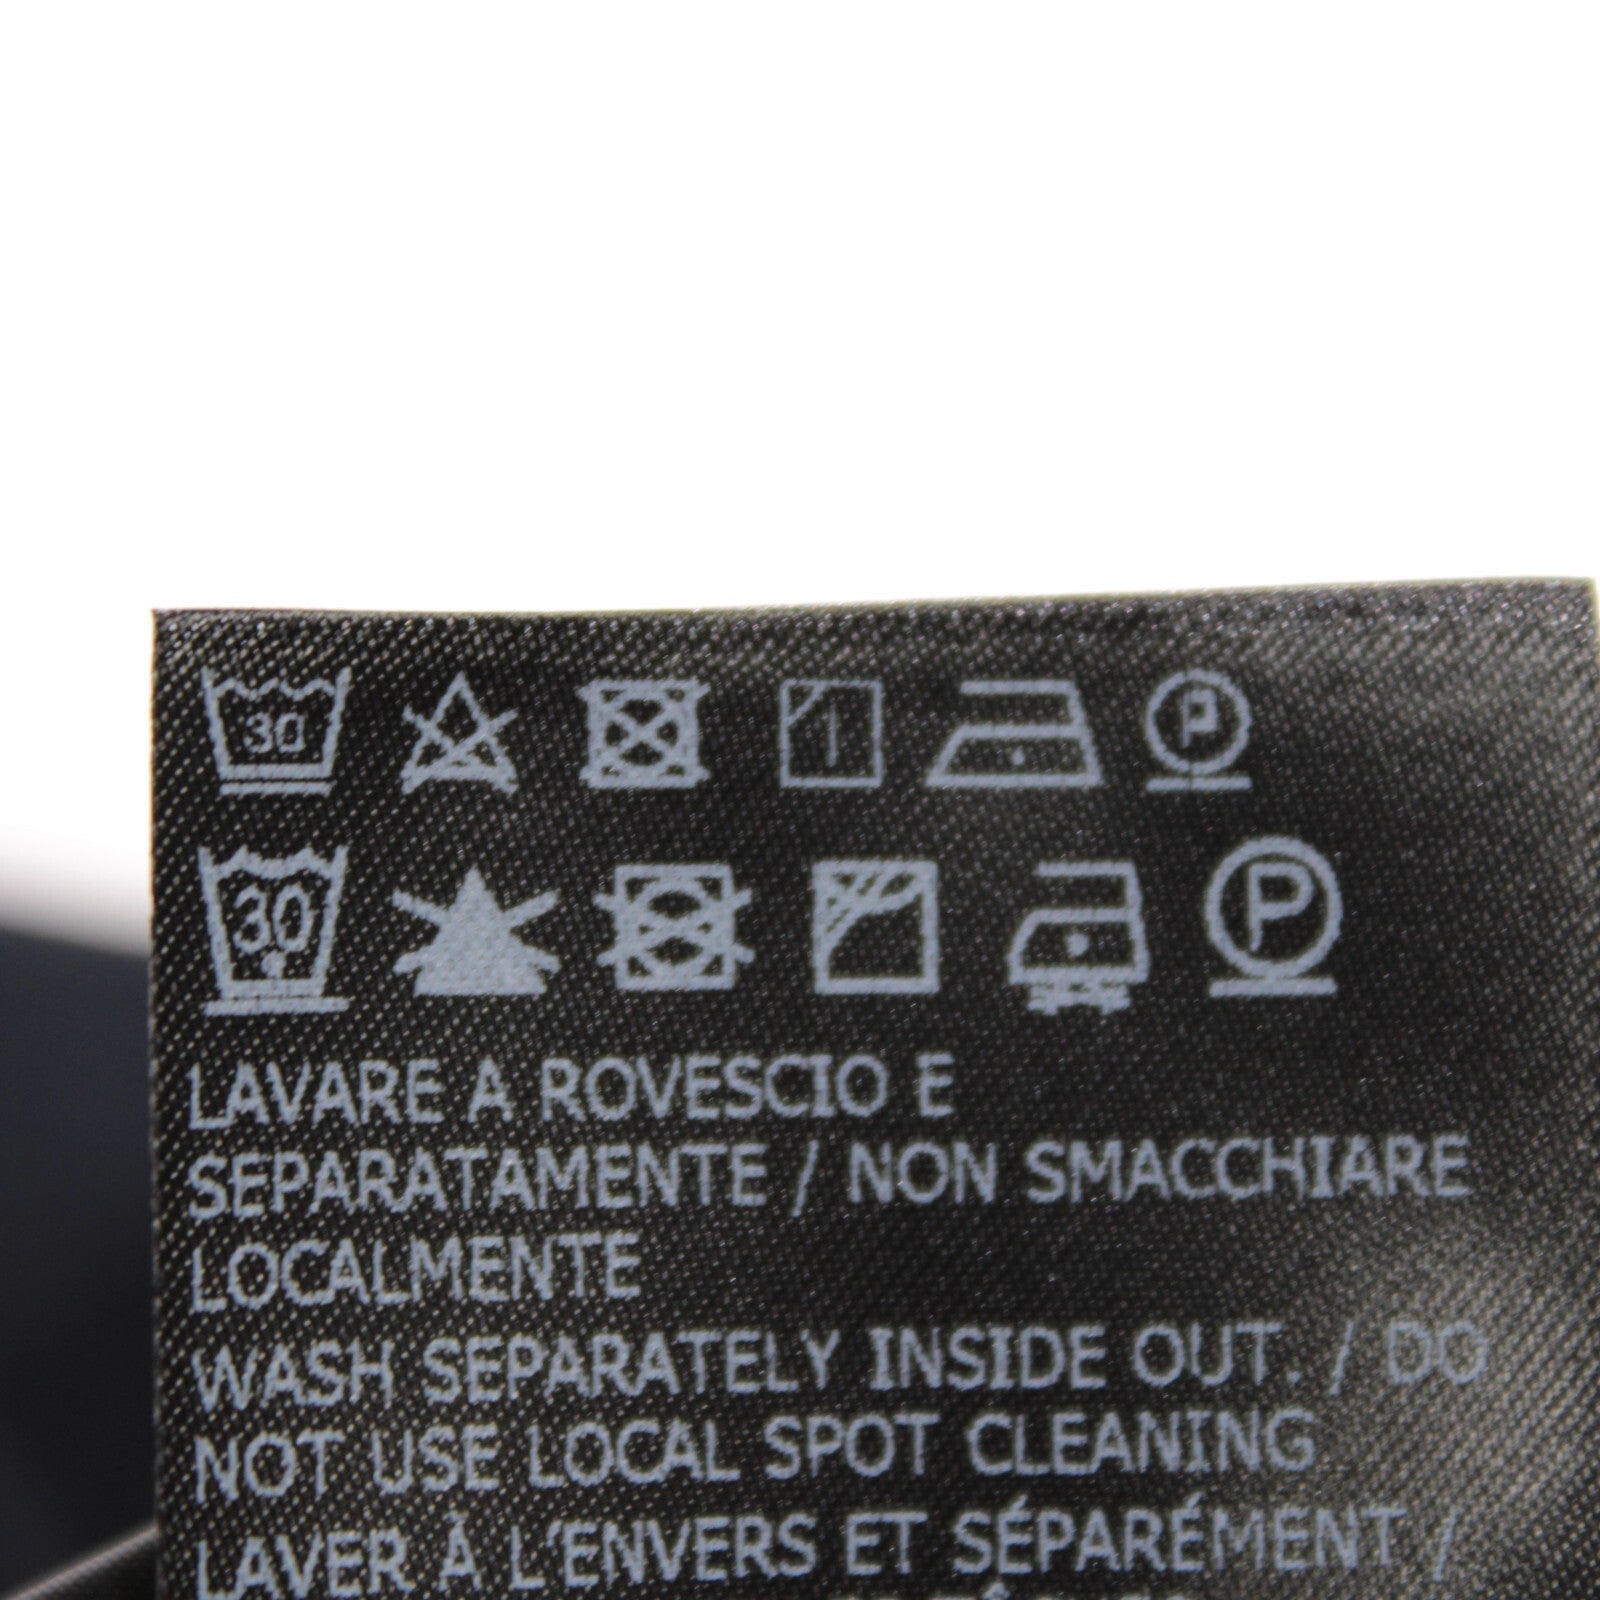 30 P
30 P
LAVARE A ROVESCIO E
SEPARATAMENTE / NON SMACCHIARE
LOCALMENTE
WASH SEPARATELY INSIDE OUT. / DO
NOT USE LOCAL SPOT CLEANING
LAVER À L'ENVERS ET SÉPARÉMENT /